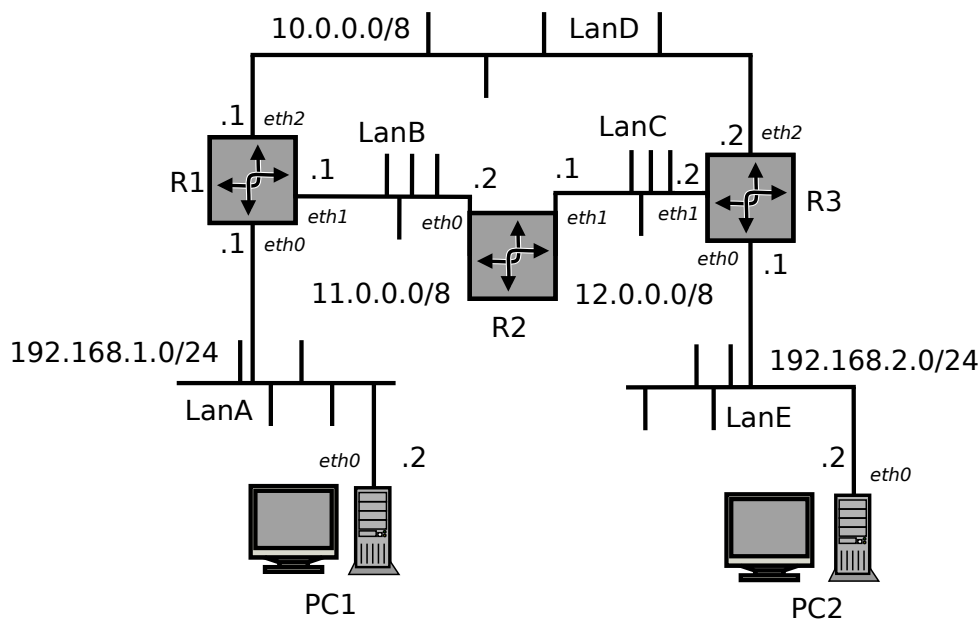 10.0.0.0/8
LanD
.1
eth2
LanB
LanC
.2
eth2
R1
.1
eth1
.2
eth0
.1
eth1
.2
R3
.1
eth0
eth1
eth0
.1
11.0.0.0/8
12.0.0.0/8
R2
192.168.1.0/24
192.168.2.0/24
LanA
LanE
eth0
.2
.2
eth0
PC1
PC2